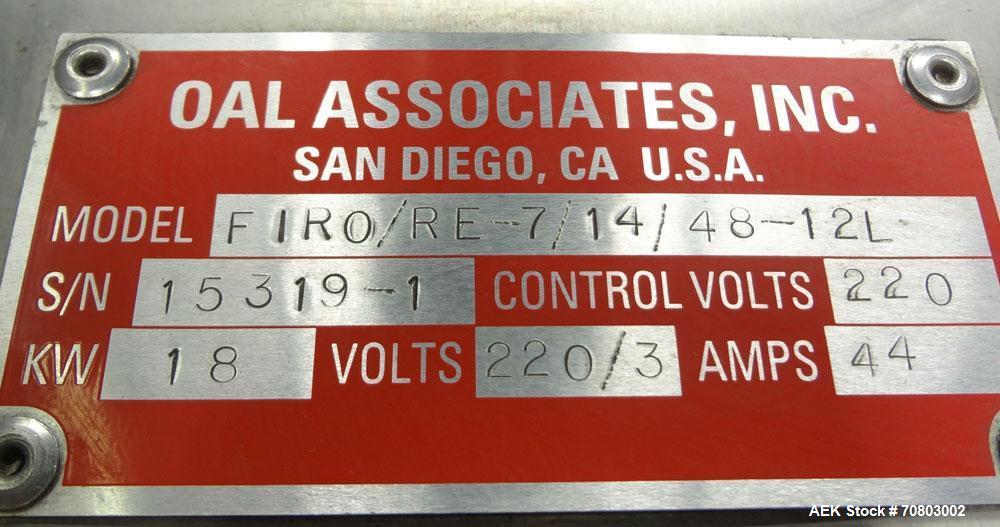 OAL ASSOCIATES, INC.
SAN DIEGO, CA U.S.A.
MODEL FIRO/RE-7/14/48-12L
S/N 15319-1 CONTROL VOLTS 220
KW 18 VOLTS 220/3 AMPS 44
AEK Stock # 70803002